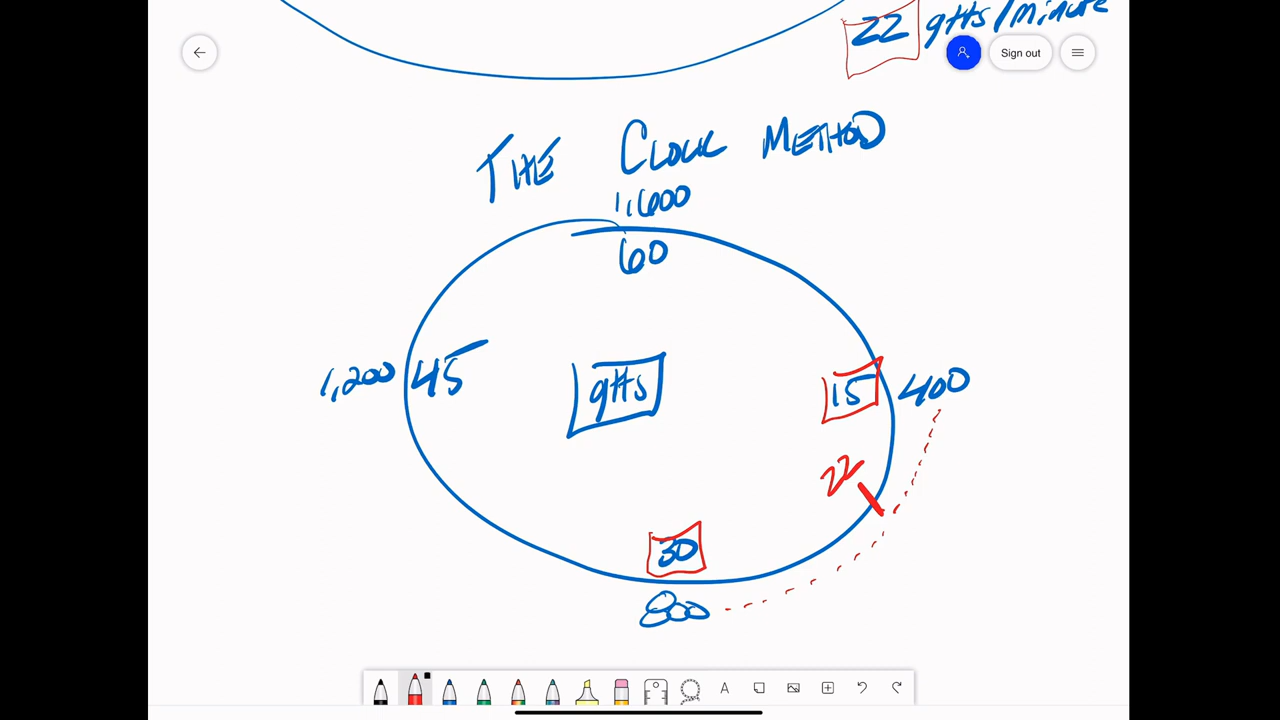 22 gtts/minute
Sign out
THE CLOCK METHOD
1,600
60
1,200 45
gtts
15 400
22
30
800
A